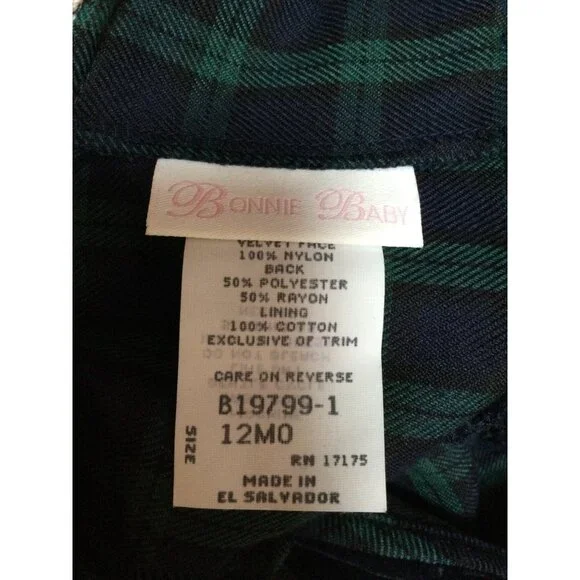 BONNIE BABY
VELVET FACE
100% NYLON
BACK
50% POLYESTER
50% RAYON
LINING
100% COTTON
EXCLUSIVE OF TRIM
CARE ON REVERSE
B19799-1
SIZE 12MO
RN 17175
MADE IN
EL SALVADOR